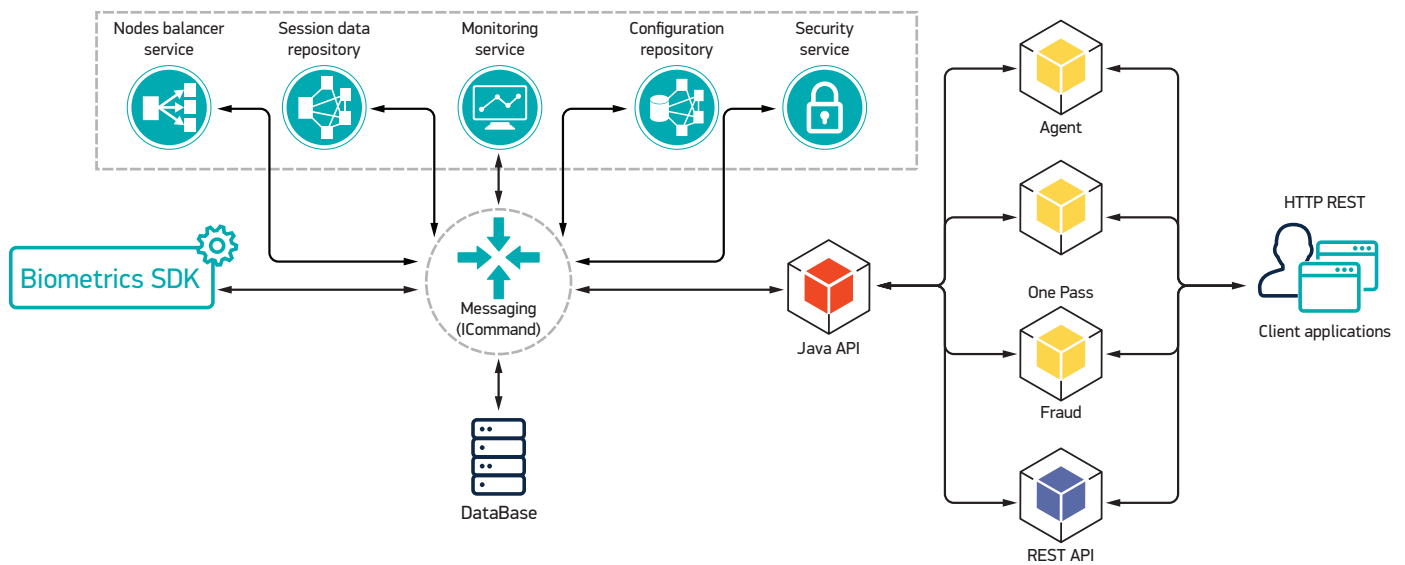 Nodes balancer
service
Session data
repository
Monitoring
service
Configuration
repository
Security
service
Agent
HTTP REST
Biometrics SDK
Messaging
(ICommand)
One Pass
Client applications
Java API
Fraud
DataBase
REST API